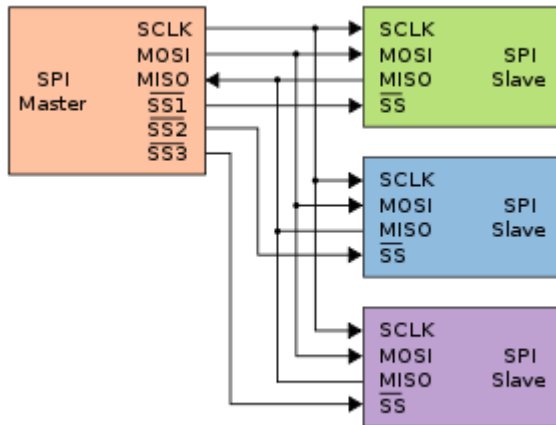 SCLK
MOSI
MISO
SS1
SS2
SS3
SPI
Master
SCLK
MOSI
MISO
SS
SPI
Slave
SCLK
MOSI
MISO
SS
SPI
Slave
SCLK
MOSI
MISO
SS
SPI
Slave